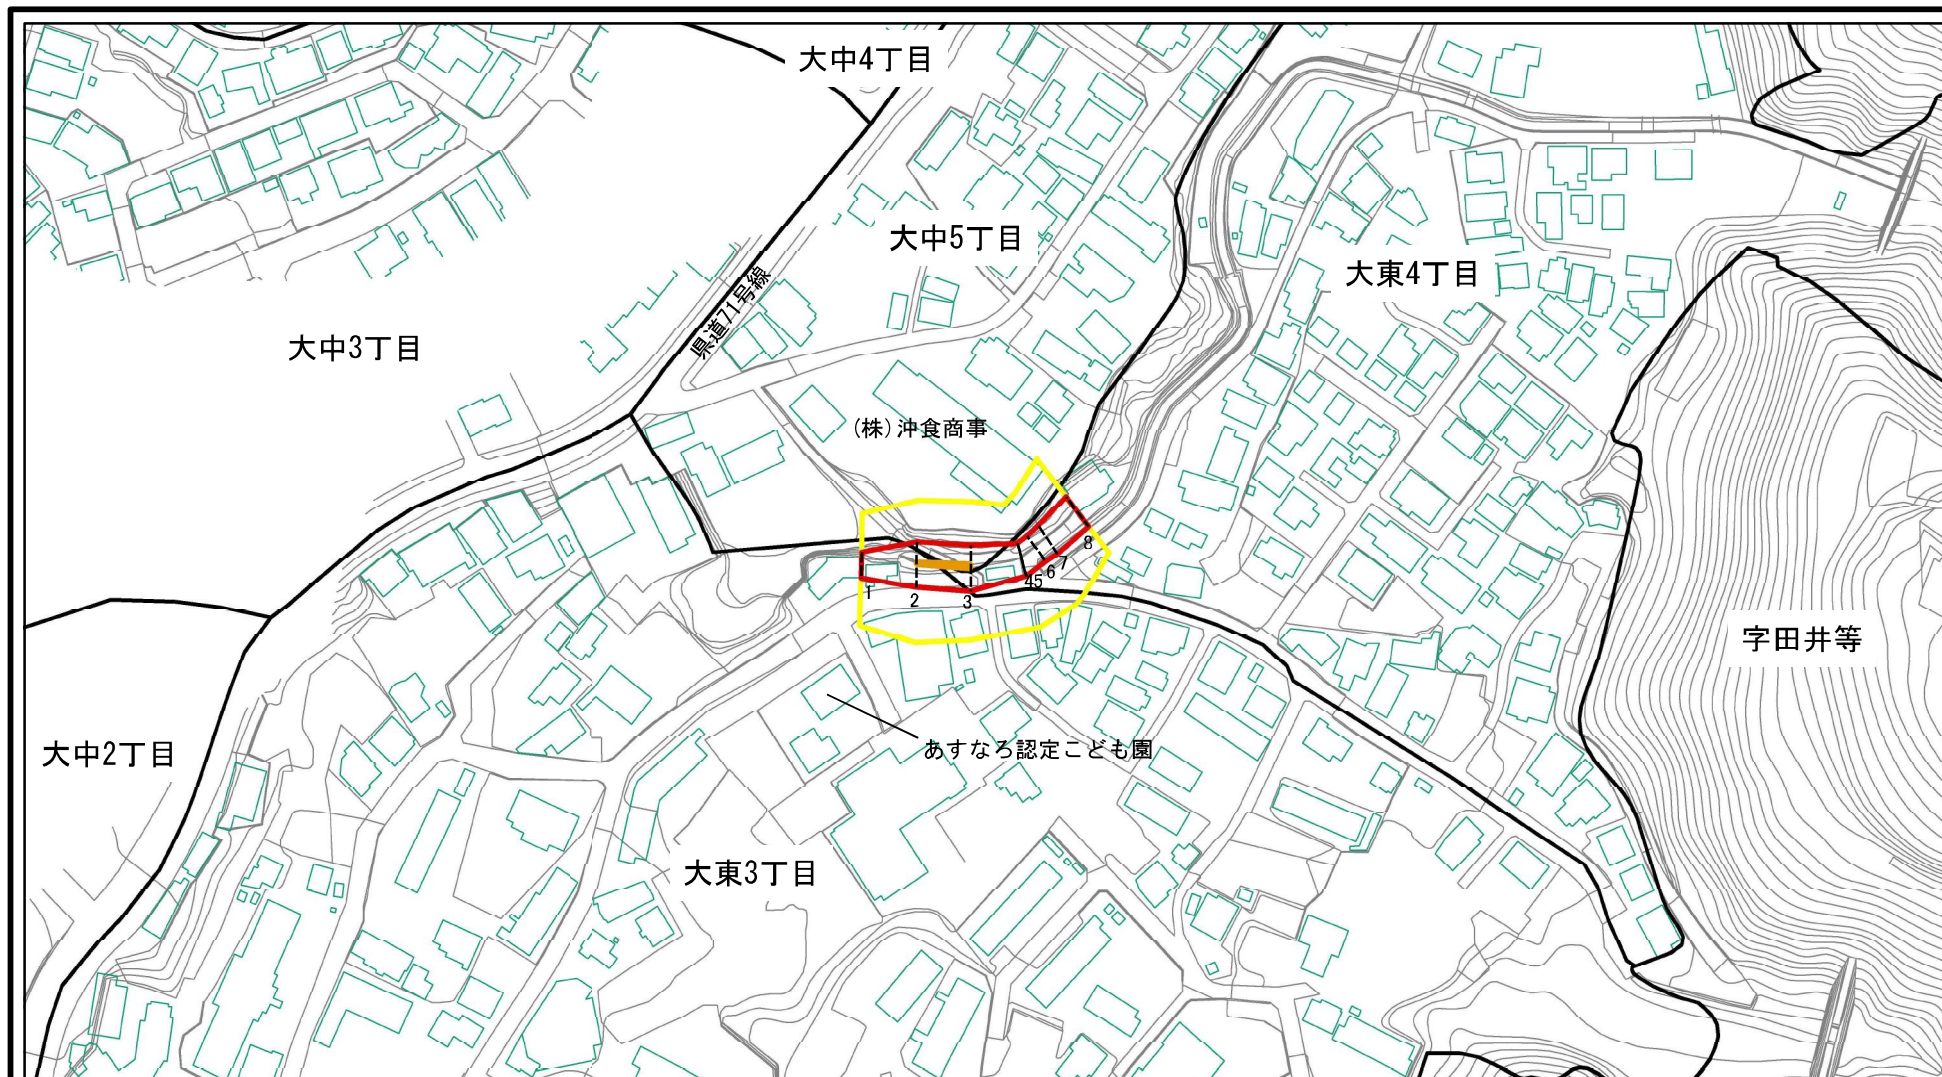 大中4丁目
大中5丁目
大東4丁目
県道71号線
大中3丁目
(株)沖食商事
1
2
3
4
5
6
7
8
字田井等
大中2丁目
あすなろ認定こども園
大東3丁目